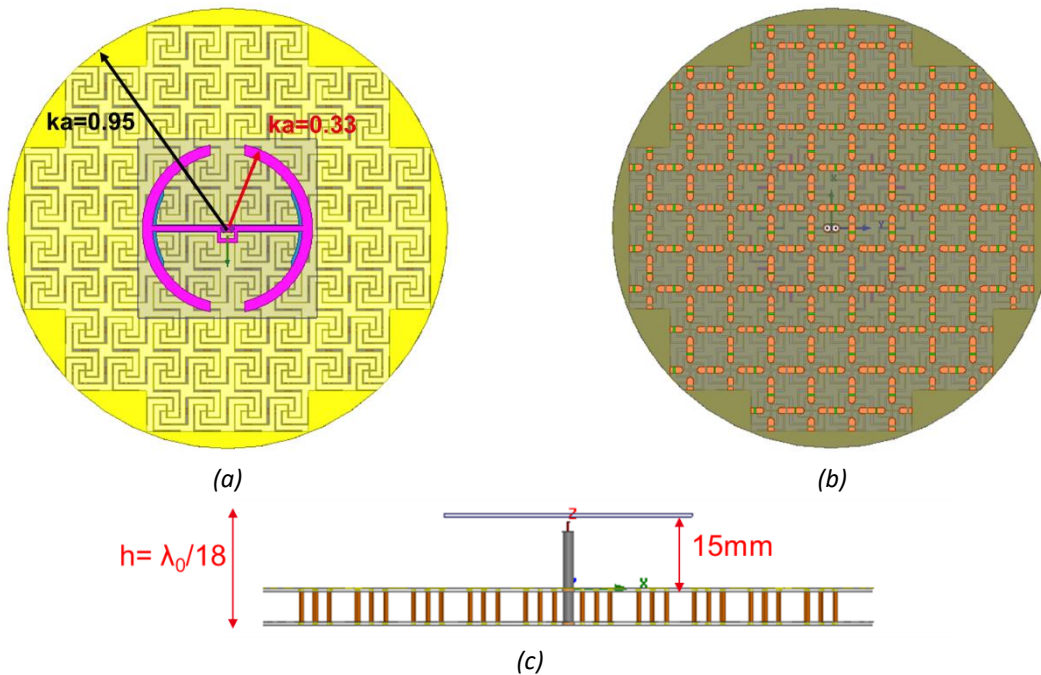 ka=0.95
ka=0.33
Y
(a)
X
Y
(b)
h= λ₀/18
Z
15mm
X
(c)